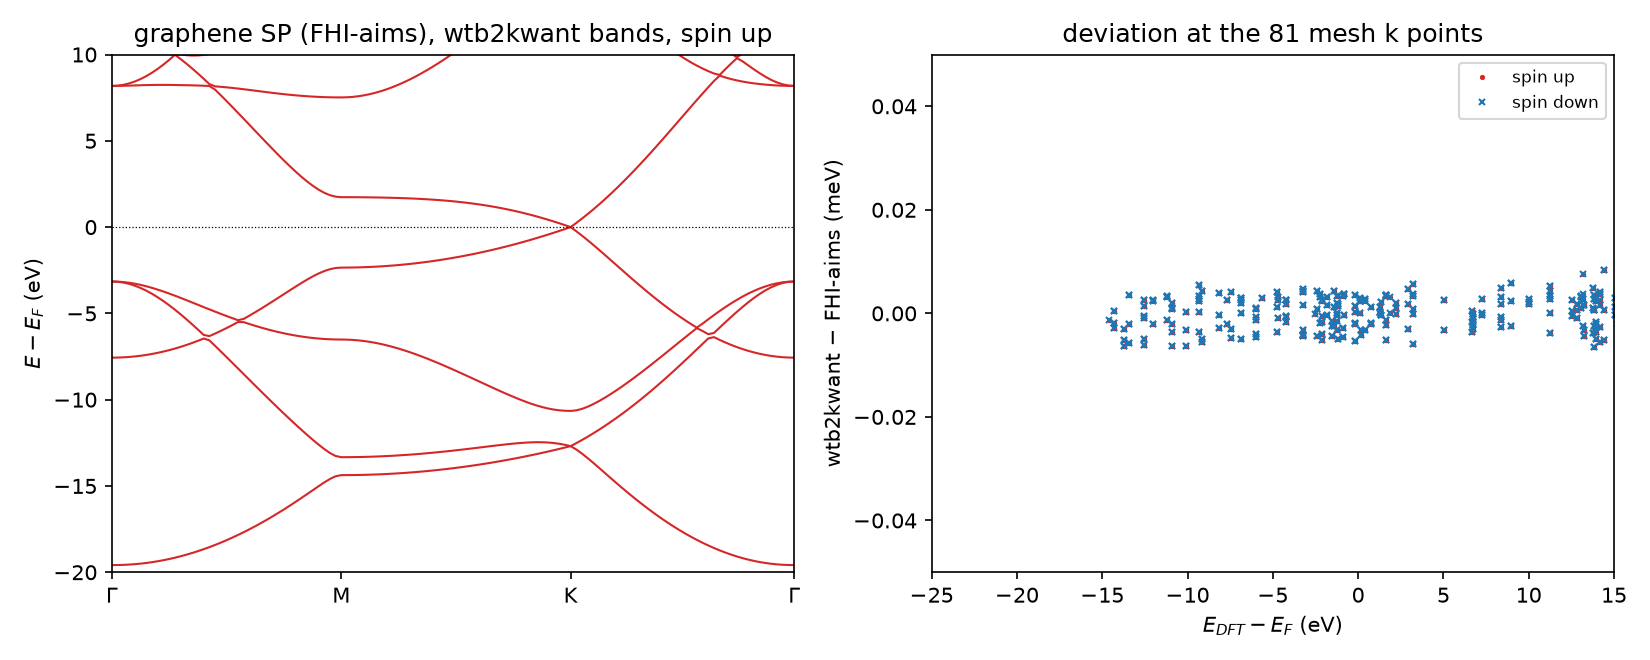 graphene SP (FHI-aims), wtb2kwant bands, spin up
10
5
0
−5
−10
−15
−20
E − E_F (eV)
Γ
M
K
Γ
deviation at the 81 mesh k points
spin up
spin down
0.04
0.02
0.00
−0.02
−0.04
wtb2kwant − FHI-aims (meV)
−25
−20
−15
−10
−5
0
5
10
15
E_DFT − E_F (eV)